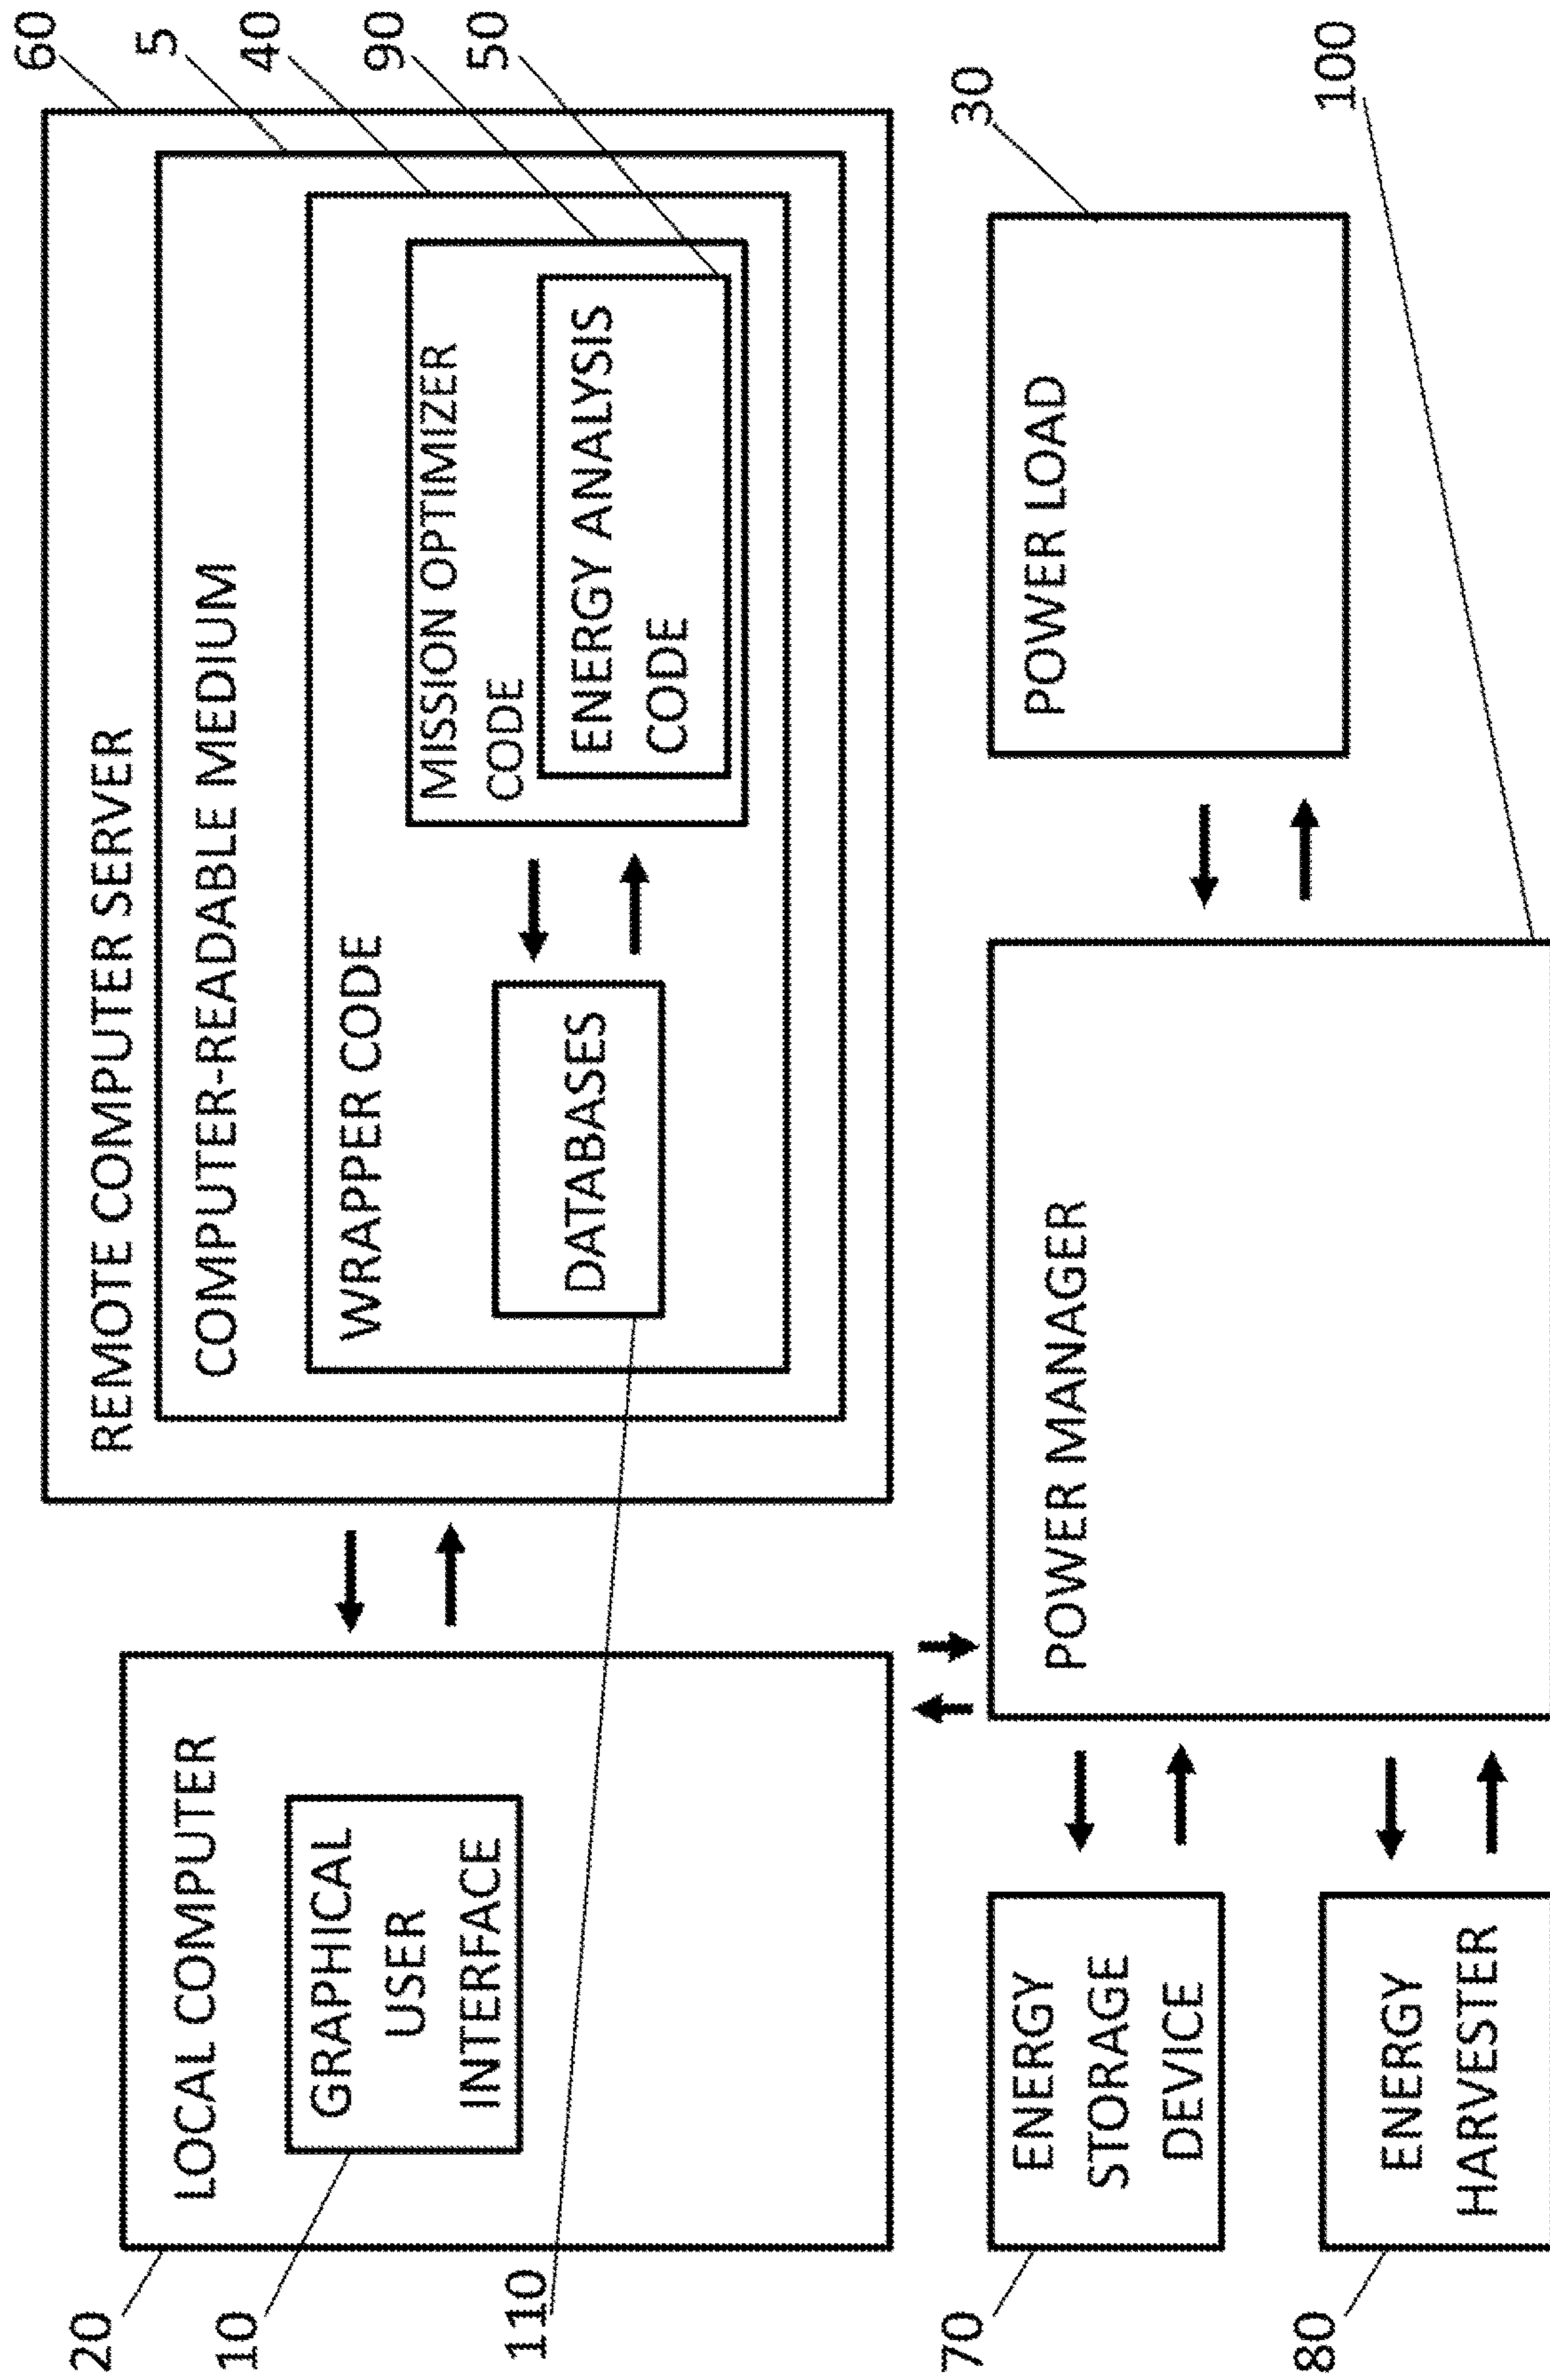 REMOTE COMPUTER SERVER
60
COMPUTER-READABLE MEDIUM
5
WRAPPER CODE
40
MISSION OPTIMIZER
CODE
90
ENERGY ANALYSIS
CODE
50
DATABASES
110
LOCAL COMPUTER
20
GRAPHICAL
USER
INTERFACE
10
ENERGY
STORAGE
DEVICE
70
ENERGY
HARVESTER
80
POWER MANAGER
100
POWER LOAD
30